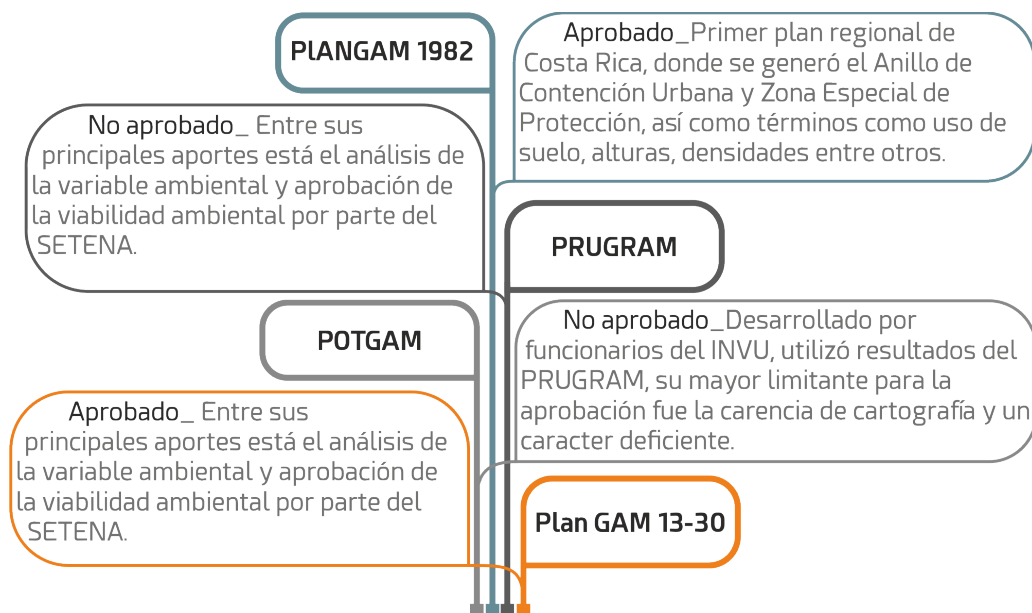 PlANGAM 1982
Aprobado_Primer plan regional de
Costa Rica, donde se generó el Anillo de
Contención Urbana y Zona Especial de
Protección, así como términos como uso de
suelo, alturas, densidades entre otros.
No aprobado_ Entre sus
principales aportes está el análisis de
la variable ambiental y aprobación de
la viabilidad ambiental por parte del
SETENA.
PRUGRAM
POTGAM
No aprobado_Desarrollado por
funcionarios del INVU, utilizó resultados del
PRUGRAM, su mayor limitante para la
aprobación fue la carencia de cartografía y un
caracter deficiente.
Aprobado_ Entre sus
principales aportes está el análisis de
la variable ambiental y aprobación de
la viabilidad ambiental por parte del
SETENA.
Plan GAM 13-30